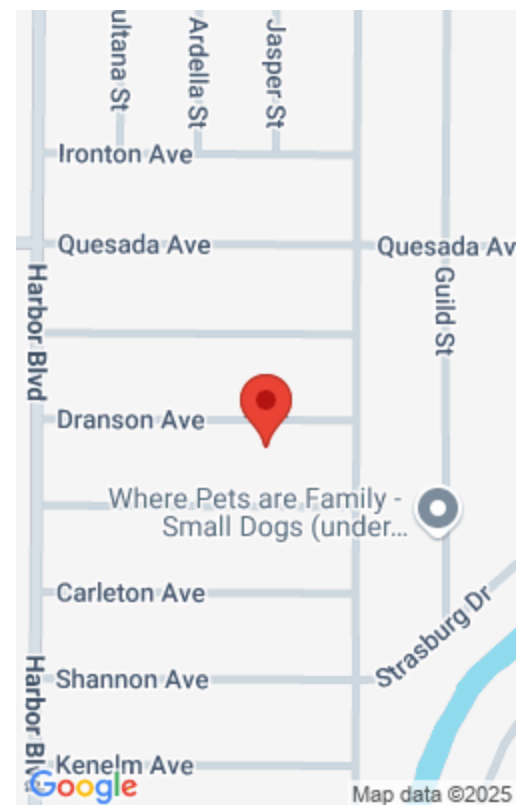 ultana St
Ardella St
Jasper St
Ironton Ave
Quesada Ave
Quesada Av
Harbor Blvd
Guild St
Dranson Ave
Where Pets are Family -
Small Dogs (under...
Carleton Ave
Strasburg Dr
Shannon Ave
Harbor Blv
Kenelm Ave
Google
Map data ©2025